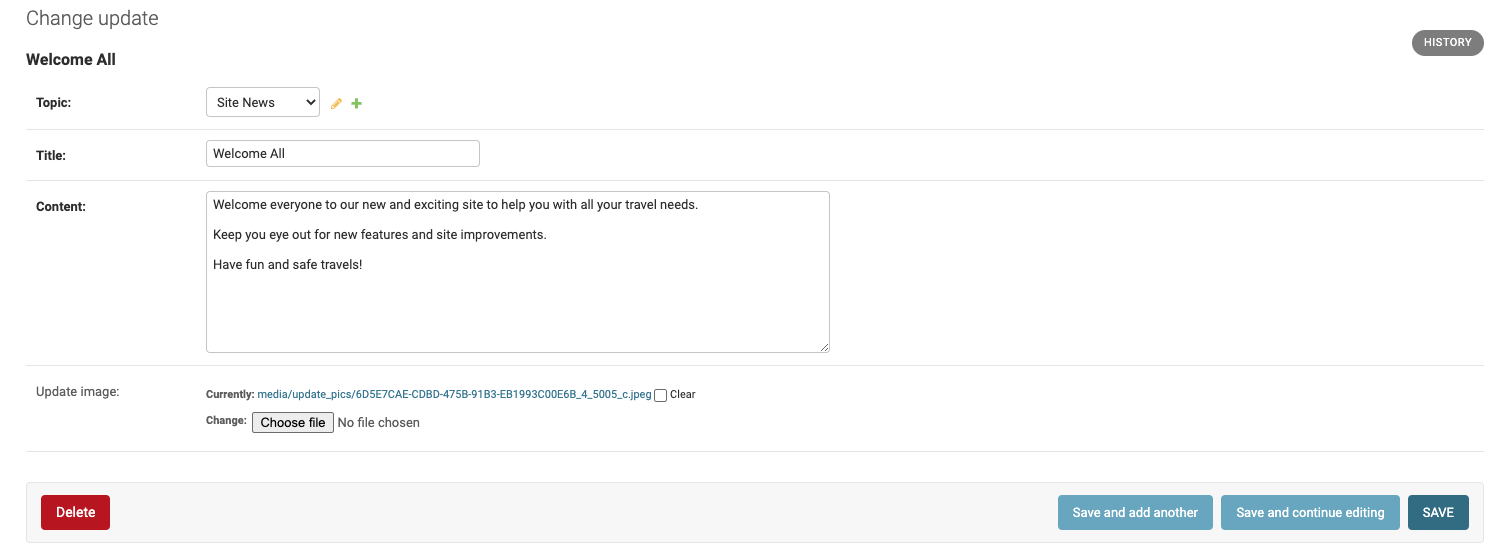 Change update
HISTORY
Welcome All
Topic: Site News
Title: Welcome All
Content: Welcome everyone to our new and exciting site to help you with all your travel needs.
Keep you eye out for new features and site improvements.
Have fun and safe travels!
Update image: Currently: media/update_pics/6D5E7CAE-CDBD-475B-91B3-EB1993C00E6B_4_5005_c.jpeg Clear
Change: Choose file No file chosen
Delete Save and add another Save and continue editing SAVE